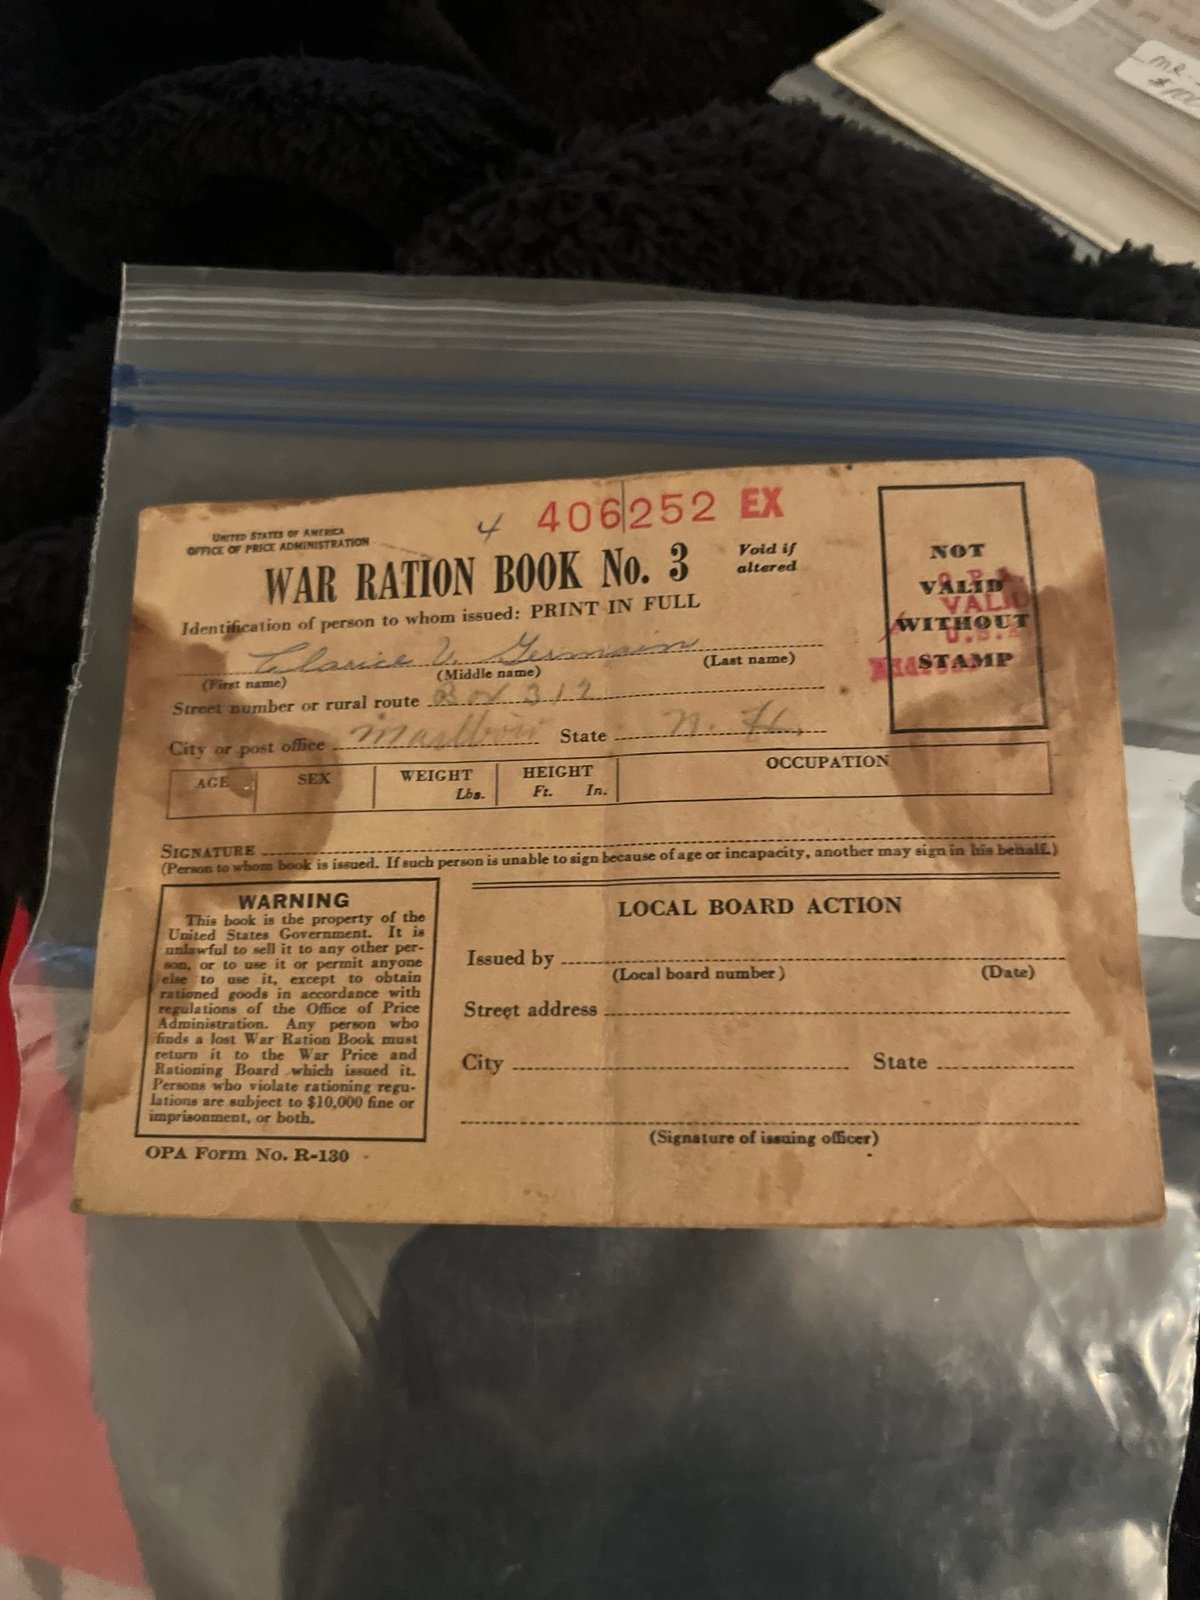 4 406252 EX
UNITED STATES OF AMERICA
OFFICE OF PRICE ADMINISTRATION
WAR RATION BOOK No. 3
Void if
altered
Identification of person to whom issued: PRINT IN FULL
Clarice V. Germain
(First name) (Middle name) (Last name)
Street number or rural route Box 312
City or post office Marlboro State N. H.
NOT
VALID
WITHOUT
STAMP
VALID
AGE SEX WEIGHT Lbs. HEIGHT Ft. In. OCCUPATION
SIGNATURE
(Person to whom book is issued. If such person is unable to sign because of age or incapacity, another may sign in his behalf.)
WARNING
This book is the property of the
United States Government. It is
unlawful to sell it to any other per-
son, or to use it or permit anyone
else to use it, except to obtain
rationed goods in accordance with
regulations of the Office of Price
Administration. Any person who
finds a lost War Ration Book must
return it to the War Price and
Rationing Board which issued it.
Persons who violate rationing regu-
lations are subject to $10,000 fine or
imprisonment, or both.
OPA Form No. R-130
LOCAL BOARD ACTION
Issued by
(Local board number) (Date)
Street address
City State
(Signature of issuing officer)